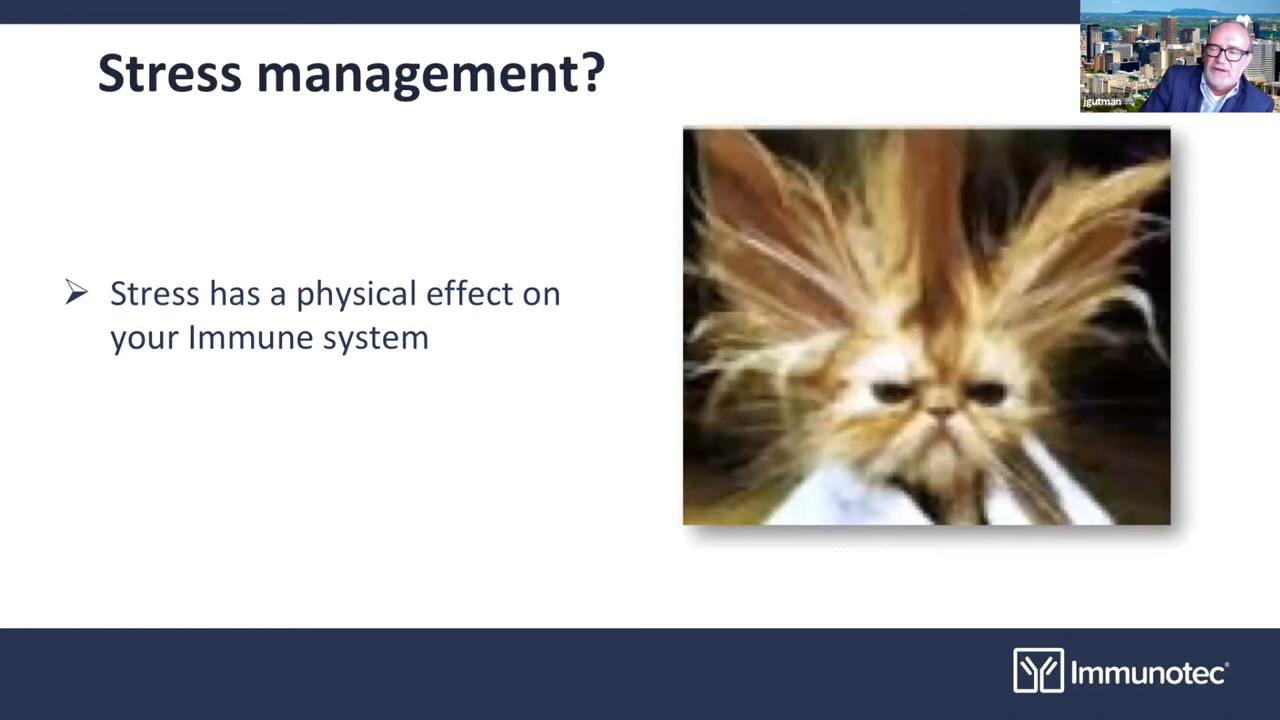 Stress management?
jgutman
➢ Stress has a physical effect on
your Immune system
Immunotec®